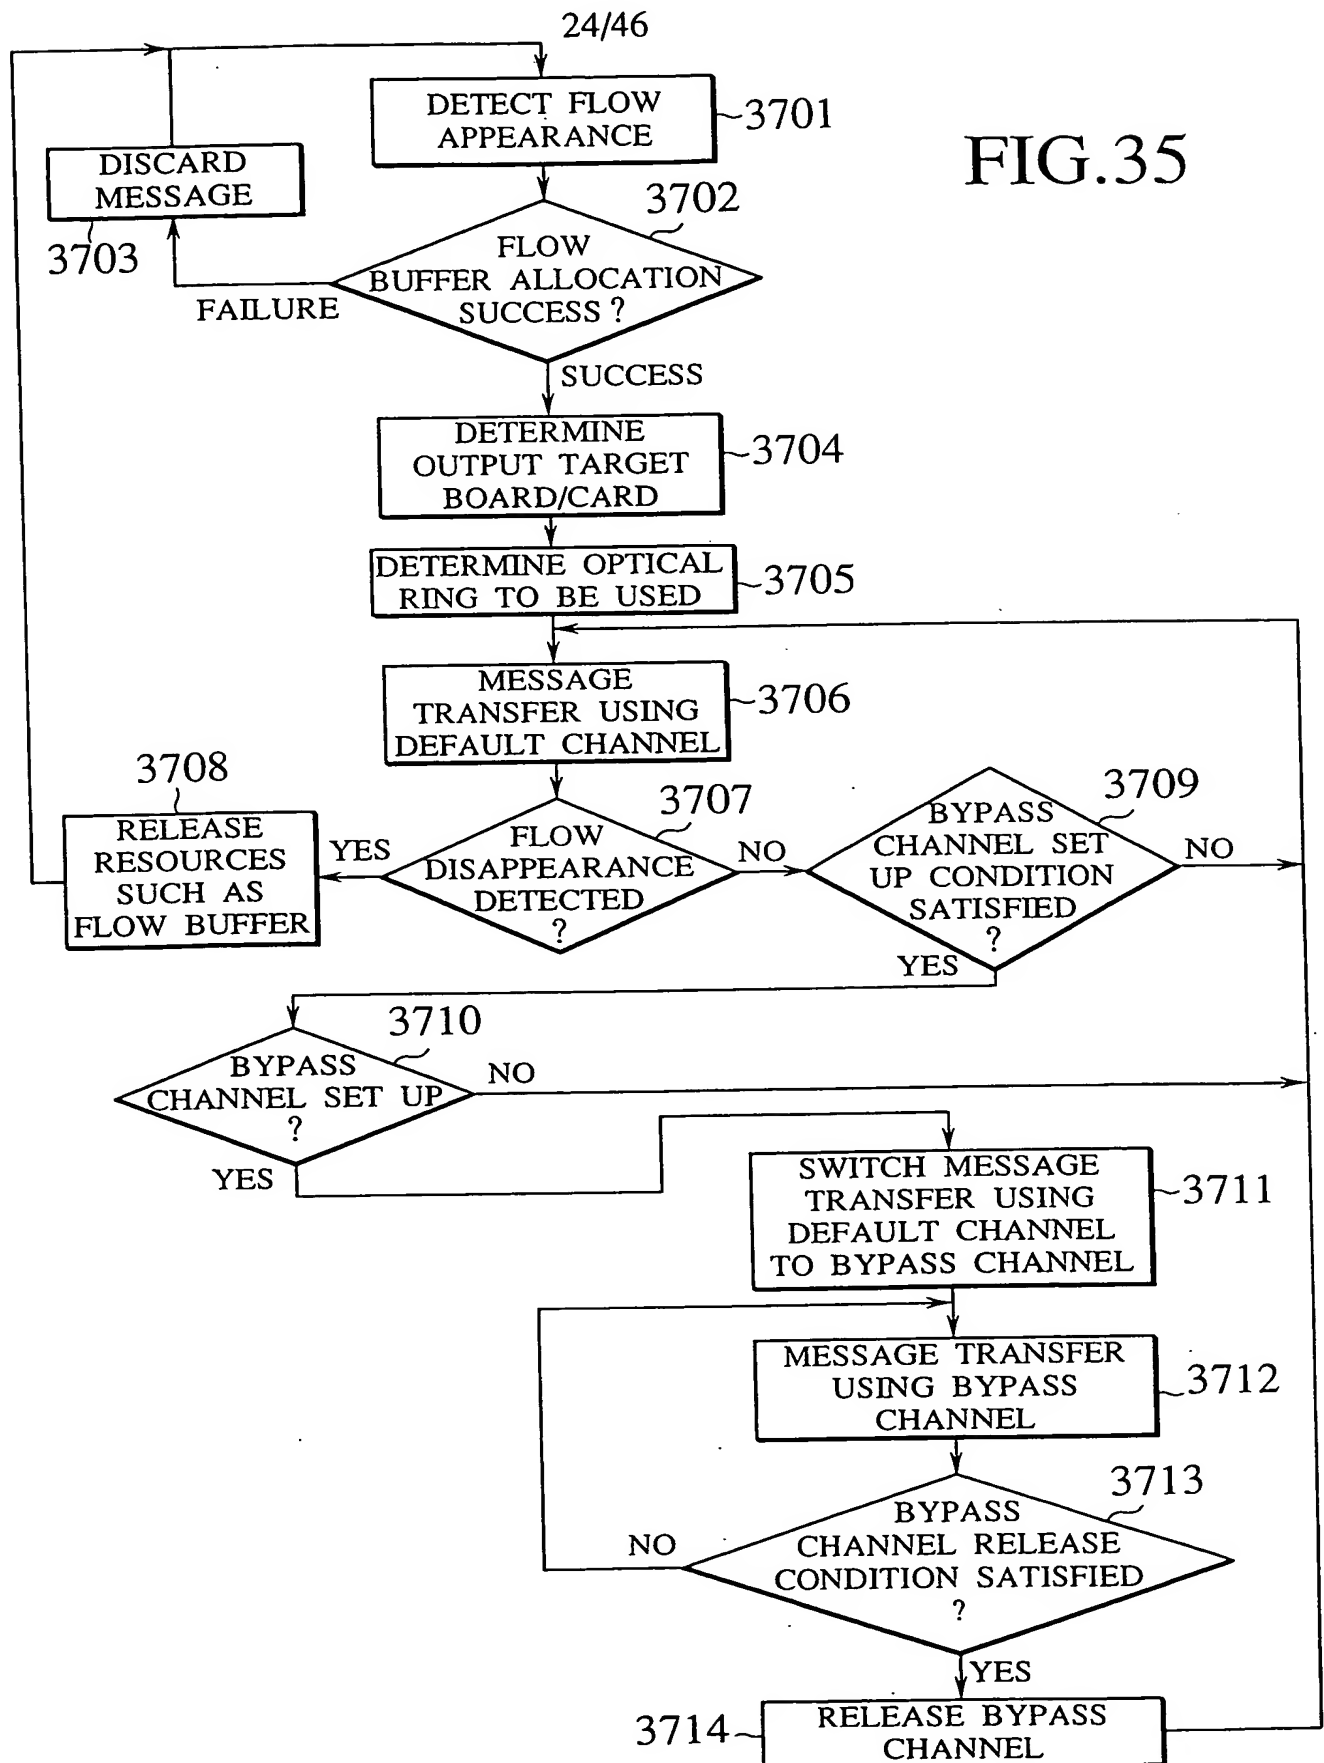 24/46
DETECT FLOW
APPEARANCE
3701
FIG.35
DISCARD
MESSAGE
3703
3702
FLOW
BUFFER ALLOCATION
SUCCESS ?
FAILURE
SUCCESS
DETERMINE
OUTPUT TARGET
BOARD/CARD
3704
DETERMINE OPTICAL
RING TO BE USED
3705
MESSAGE
TRANSFER USING
DEFAULT CHANNEL
3706
3708
RELEASE
RESOURCES
SUCH AS
FLOW BUFFER
YES
3707
FLOW
DISAPPEARANCE
DETECTED
?
NO
3709
BYPASS
CHANNEL SET
UP CONDITION
SATISFIED
?
NO
YES
3710
BYPASS
CHANNEL SET UP
?
NO
YES
SWITCH MESSAGE
TRANSFER USING
DEFAULT CHANNEL
TO BYPASS CHANNEL
3711
MESSAGE TRANSFER
USING BYPASS
CHANNEL
3712
3713
BYPASS
CHANNEL RELEASE
CONDITION SATISFIED
?
NO
YES
3714
RELEASE BYPASS
CHANNEL